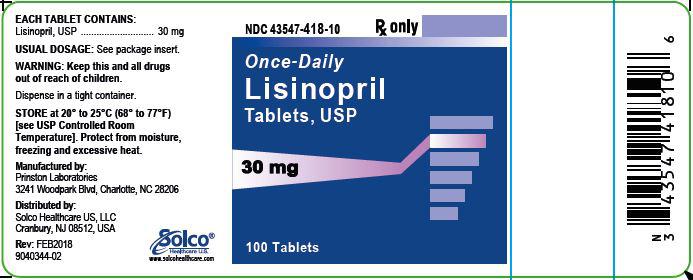 EACH TABLET CONTAINS:
Lisinopril, USP ............................ 30 mg
USUAL DOSAGE: See package insert.
WARNING: Keep this and all drugs
out of reach of children.
Dispense in a tight container.
STORE at 20° to 25°C (68° to 77°F)
[see USP Controlled Room
Temperature]. Protect from moisture,
freezing and excessive heat.
Manufactured by:
Prinston Laboratories
3241 Woodpark Blvd, Charlotte, NC 28206
Distributed by:
Solco Healthcare US, LLC
Cranbury, NJ 08512, USA
Rev: FEB2018
9040344-02
Solco®
Healthcare U.S.
www.solcohealthcare.com
NDC 43547-418-10
Rx only
Once-Daily
Lisinopril
Tablets, USP
30 mg
100 Tablets
N
3 43547 41810 6